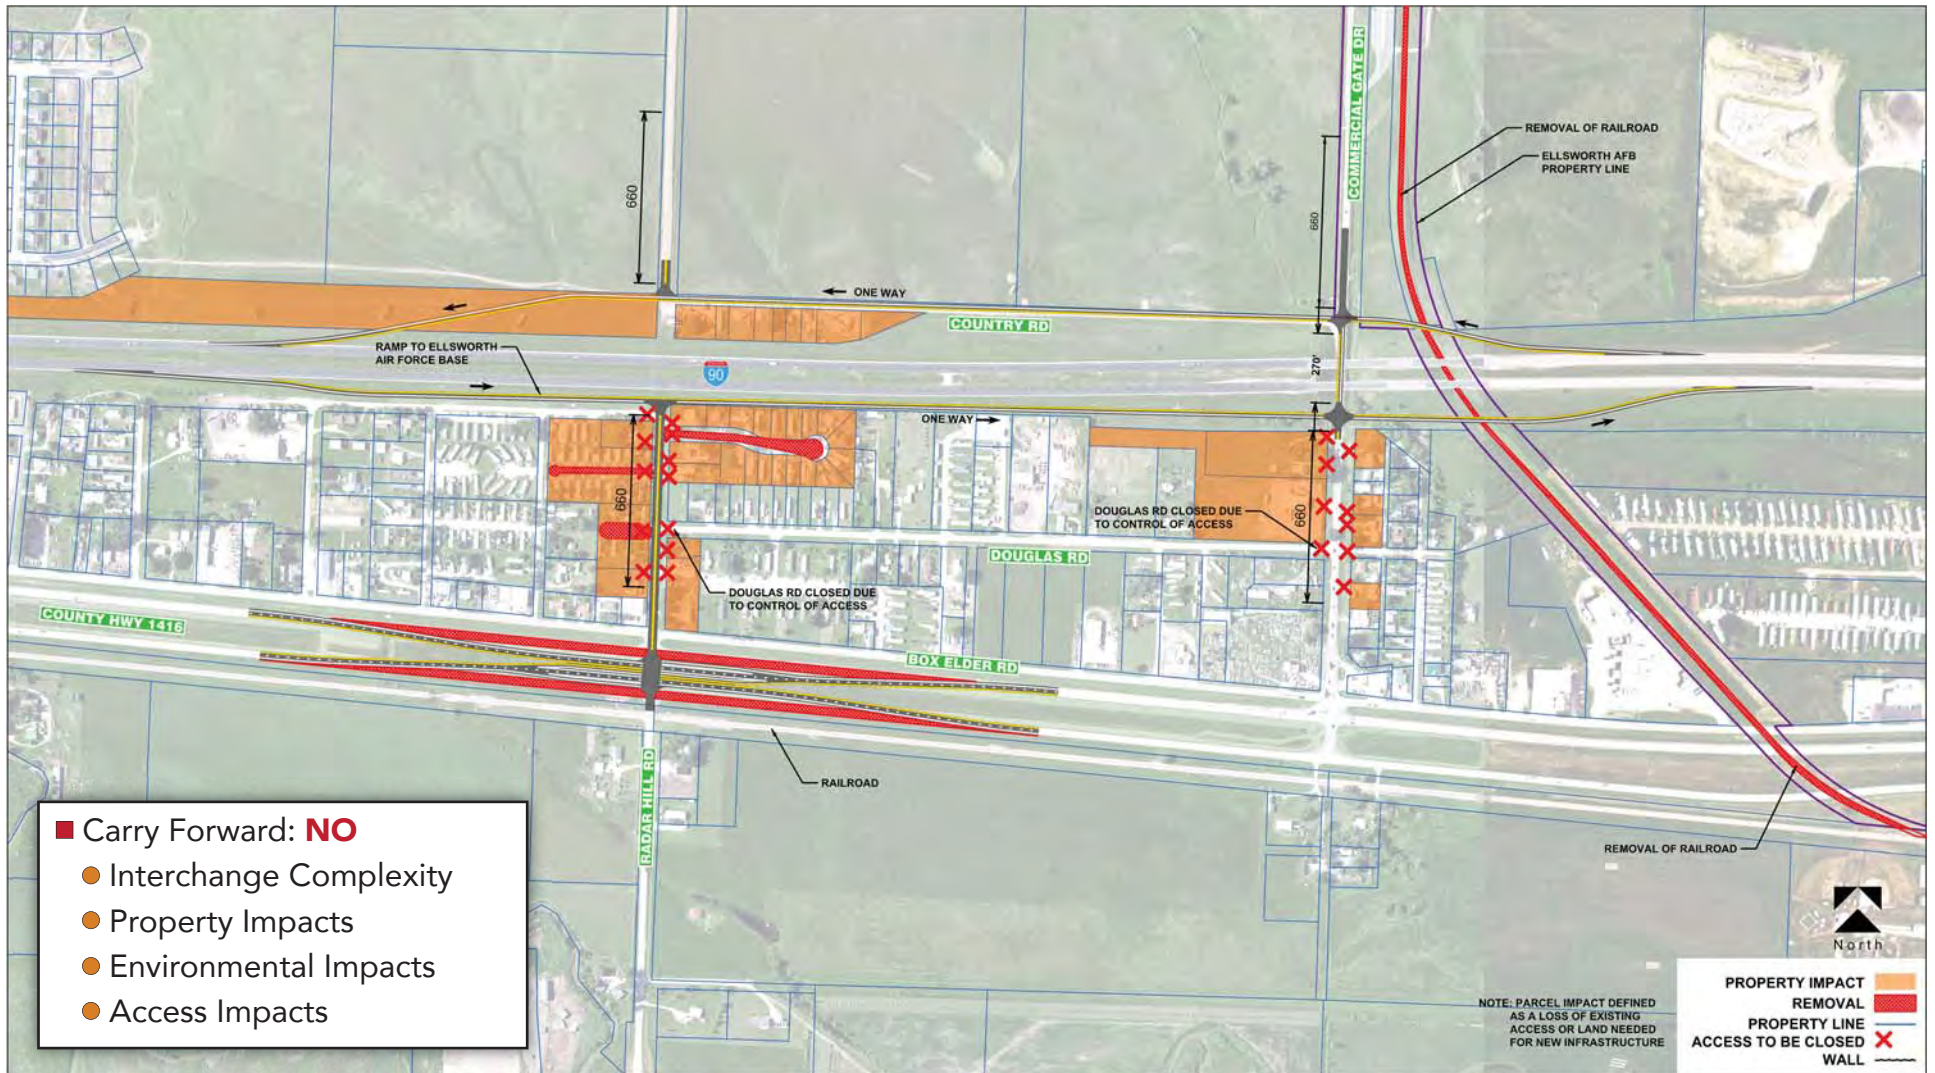 COMMERCIAL GATE DR
REMOVAL OF RAILROAD
ELLSWORTH AFB
PROPERTY LINE
660
660
ONE WAY
COUNTRY RD
RAMP TO ELLSWORTH
AIR FORCE BASE
90
270'
ONE WAY
660
660
DOUGLAS RD CLOSED DUE
TO CONTROL OF ACCESS
DOUGLAS RD
DOUGLAS RD CLOSED DUE
TO CONTROL OF ACCESS
COUNTY HWY 1416
BOX ELDER RD
RADAR HILL RD
RAILROAD
REMOVAL OF RAILROAD
Carry Forward: NO
Interchange Complexity
Property Impacts
Environmental Impacts
Access Impacts
North
NOTE: PARCEL IMPACT DEFINED
AS A LOSS OF EXISTING
ACCESS OR LAND NEEDED
FOR NEW INFRASTRUCTURE
PROPERTY IMPACT
REMOVAL
PROPERTY LINE
ACCESS TO BE CLOSED
WALL